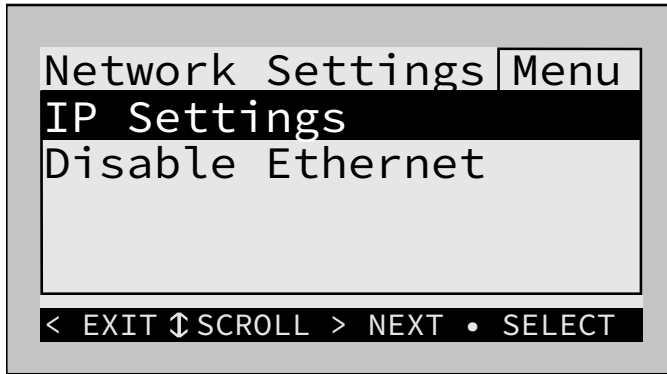 Network Settings Menu
IP Settings
Disable Ethernet
< EXIT ↕ SCROLL > NEXT • SELECT